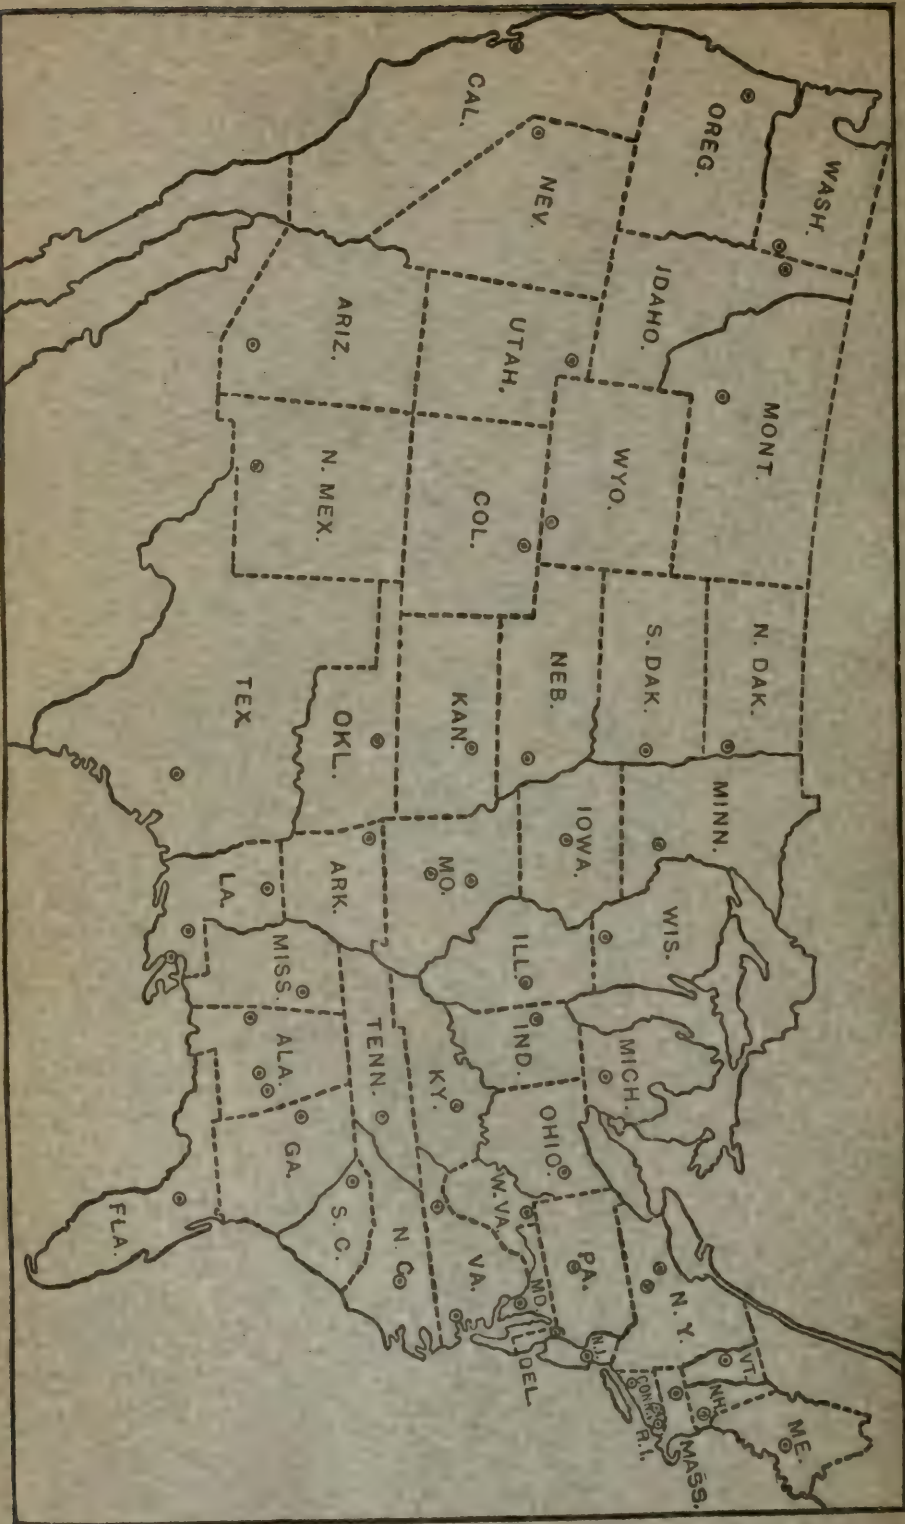 WASH.
OREG.
CAL.
NEV.
IDAHO.
MONT.
WYO.
UTAH.
ARIZ.
COL.
N. MEX.
N. DAK.
S. DAK.
NEB.
KAN.
OKL.
TEX.
MINN.
IOWA.
MO.
ARK.
LA.
WIS.
ILL.
MISS.
MICH.
IND.
KY.
TENN.
ALA.
OHIO.
W. VA.
GA.
FLA.
S. C.
N. C.
VA.
PA.
MD.
DEL.
N.J.
N. Y.
CONN.
R.I.
MASS.
VT.
N.H.
ME.